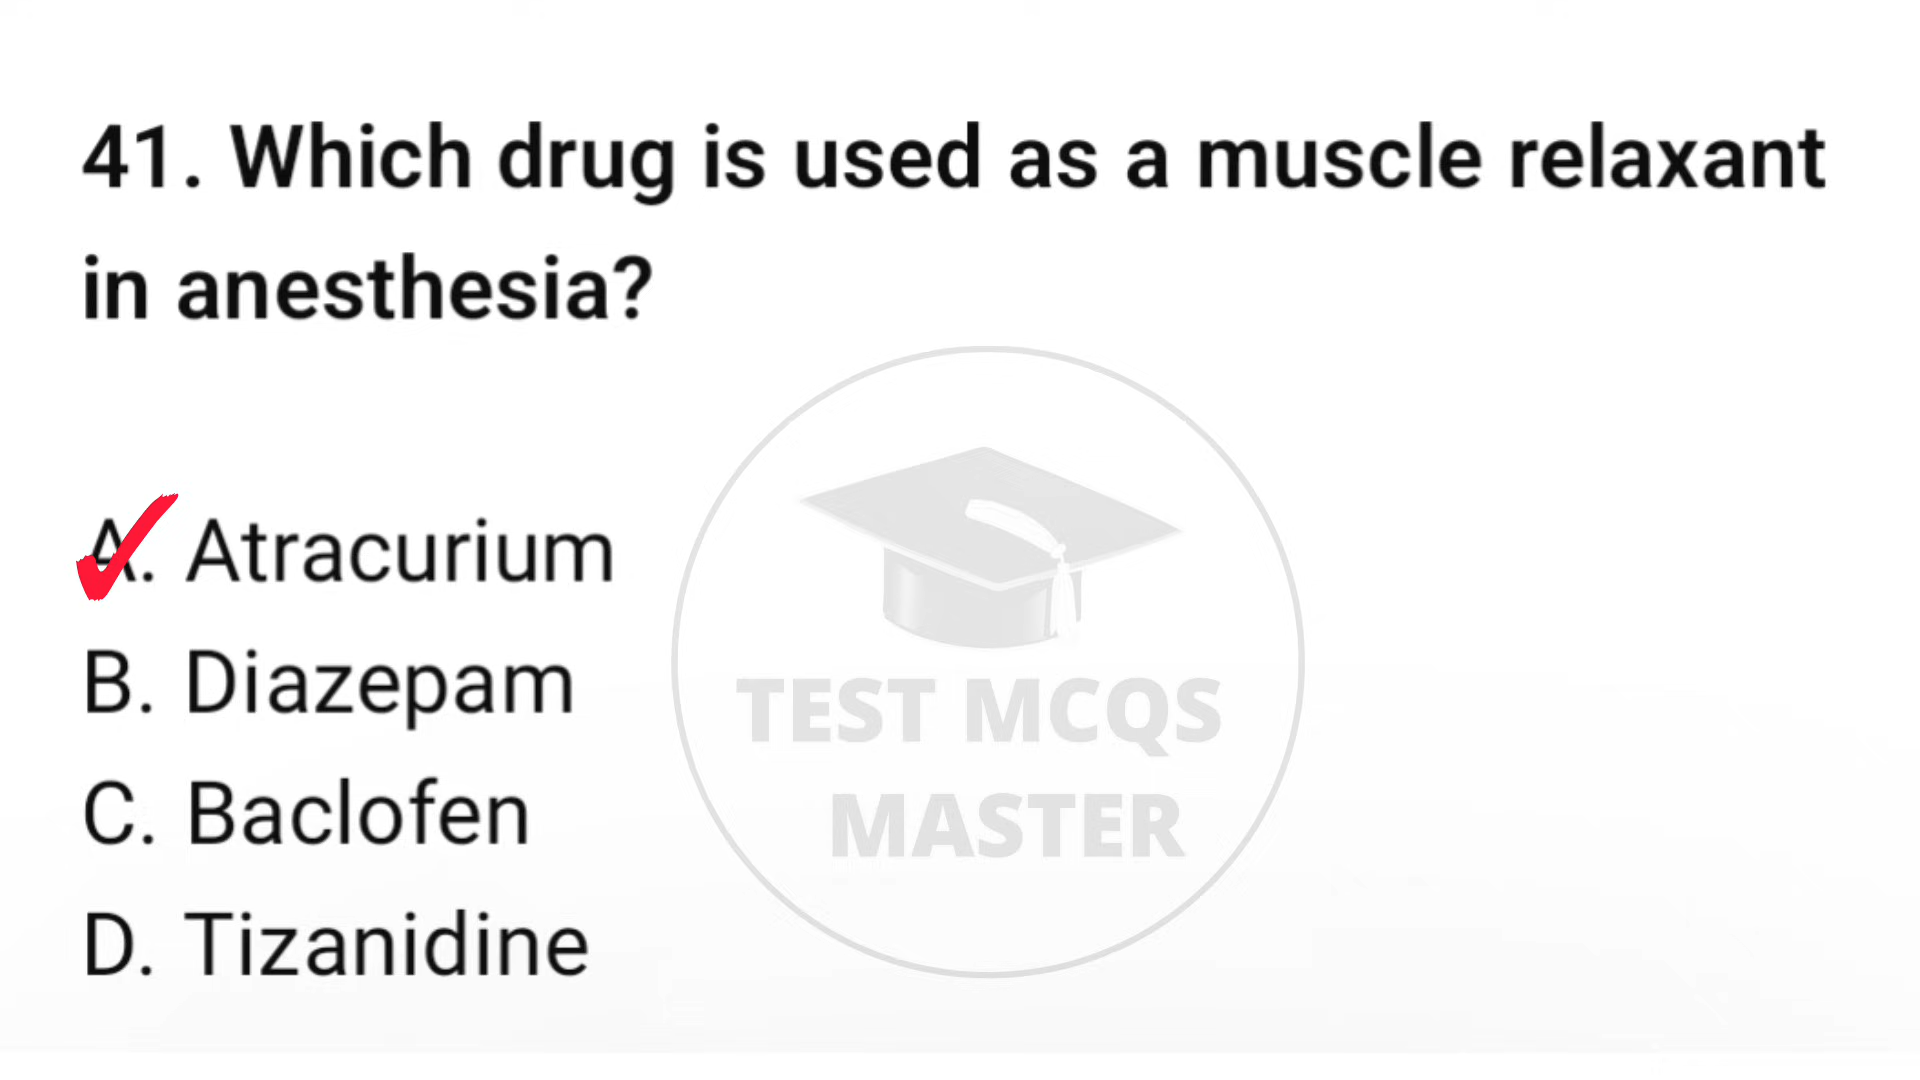 41. Which drug is used as a muscle relaxant
in anesthesia?
A. Atracurium
B. Diazepam
C. Baclofen
D. Tizanidine
TEST MCQS
MASTER